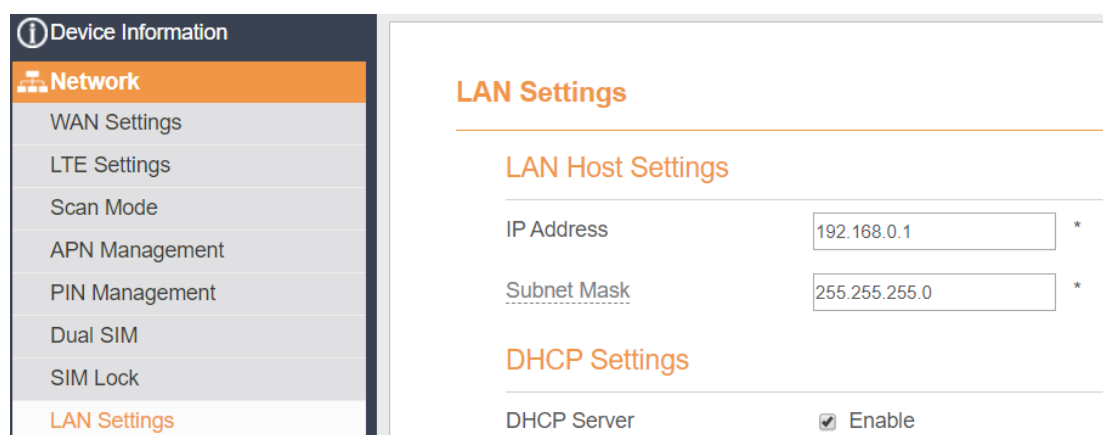 Device Information
Network
WAN Settings
LTE Settings
Scan Mode
APN Management
PIN Management
Dual SIM
SIM Lock
LAN Settings
LAN Settings
LAN Host Settings
IP Address 192.168.0.1 *
Subnet Mask 255.255.255.0 *
DHCP Settings
DHCP Server Enable